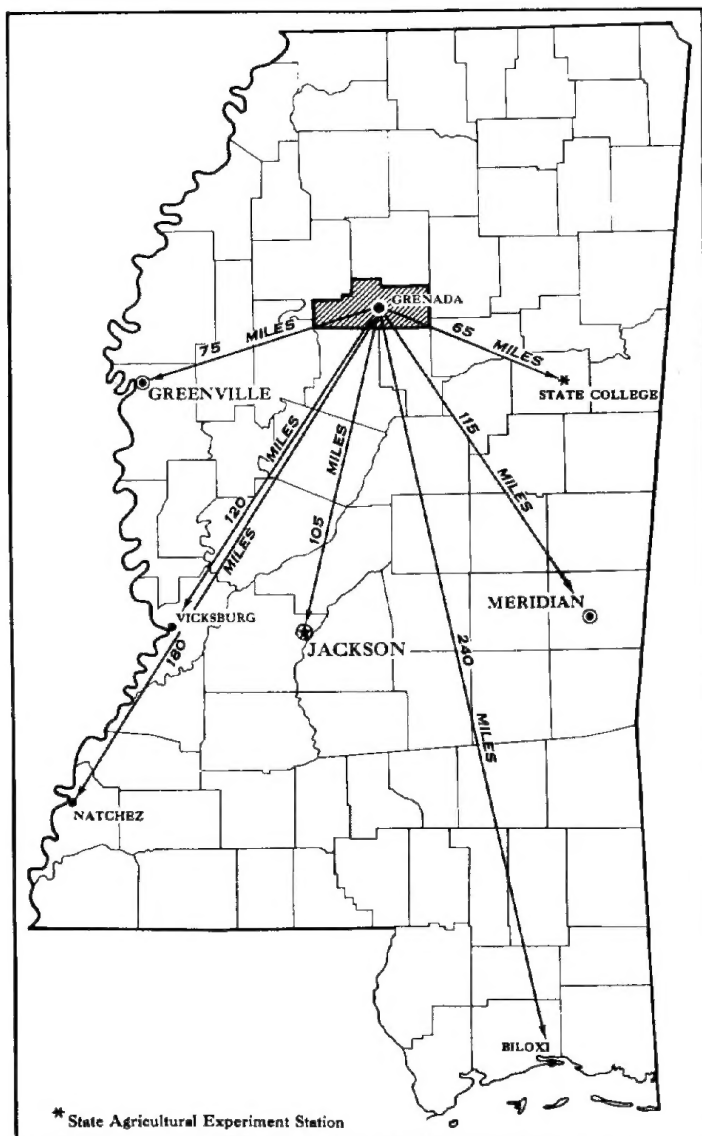 GRENADA
75 MILES
65 MILES
GREENVILLE
* STATE COLLEGE
115 MILES
120 MILES
105 MILES
180 MILES
240 MILES
VICKSBURG
JACKSON
MERIDIAN
NATCHEZ
BILOXI
* State Agricultural Experiment Station